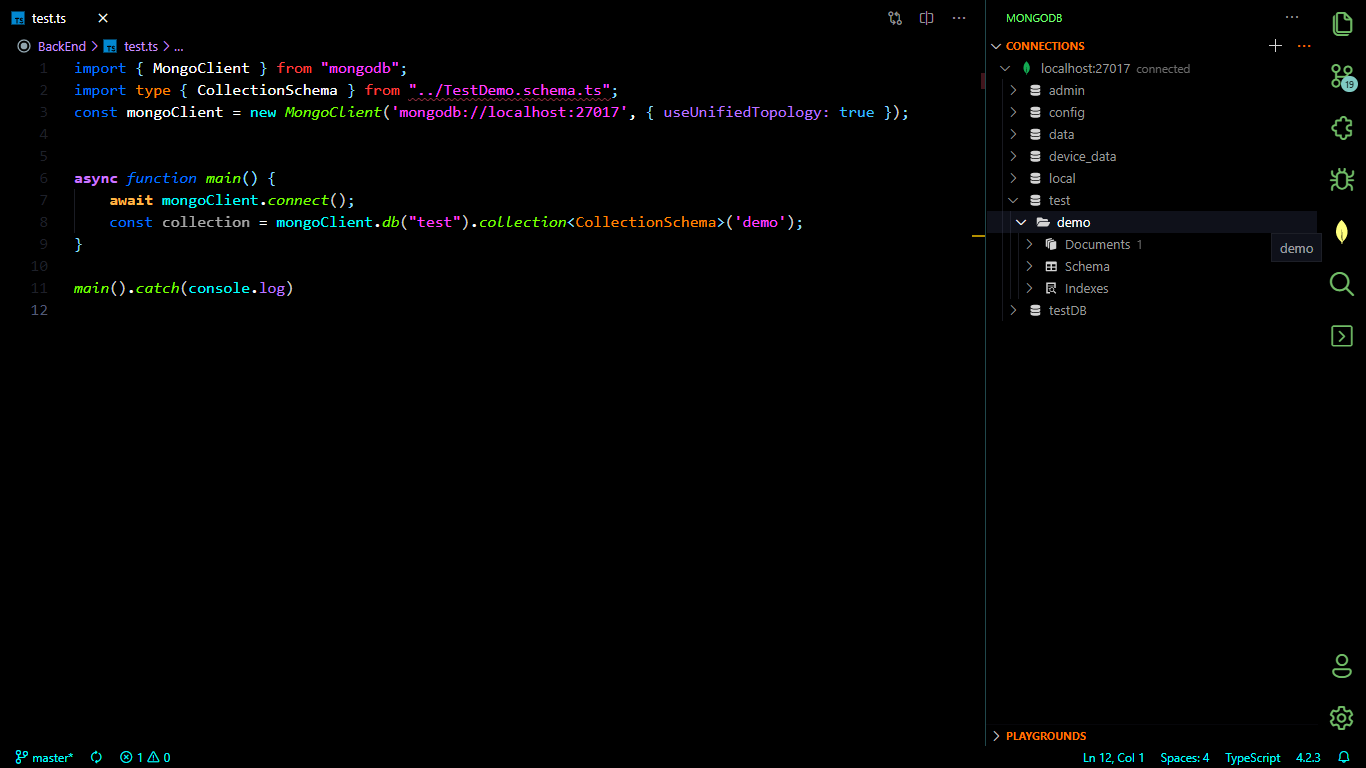 TS test.ts
BackEnd > TS test.ts > ...
1 import { MongoClient } from "mongodb";
2 import type { CollectionSchema } from "../TestDemo.schema.ts";
3 const mongoClient = new MongoClient('mongodb://localhost:27017', { useUnifiedTopology: true });
4
5
6 async function main() {
7 await mongoClient.connect();
8 const collection = mongoClient.db("test").collection<CollectionSchema>('demo');
9 }
10
11 main().catch(console.log)
12
MONGODB
CONNECTIONS
localhost:27017 connected
admin
config
data
device_data
local
test
demo
Documents 1
Schema
Indexes
testDB
demo
19
PLAYGROUNDS
master* 1 0 Ln 12, Col 1 Spaces: 4 TypeScript 4.2.3